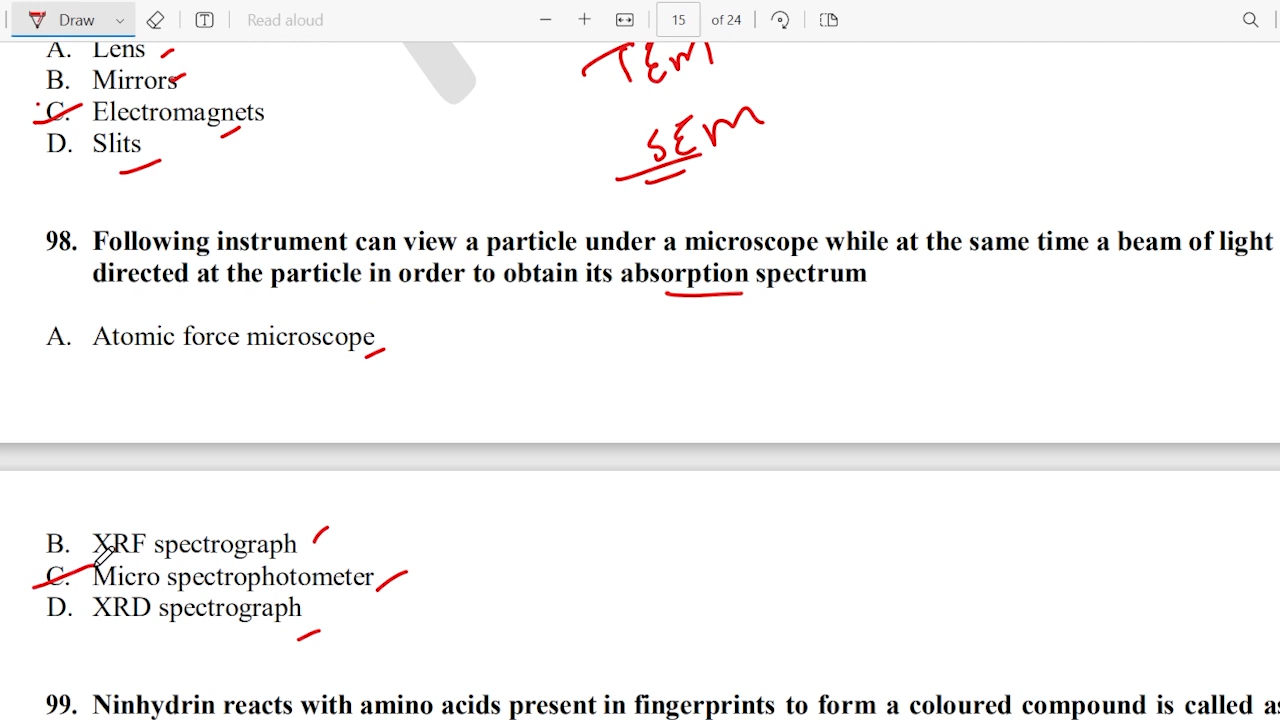 Draw
Read aloud
15 of 24
A. Lens
B. Mirrors
C. Electromagnets
D. Slits
TEM
SEM
98. Following instrument can view a particle under a microscope while at the same time a beam of light
directed at the particle in order to obtain its absorption spectrum
A. Atomic force microscope
B. XRF spectrograph
C. Micro spectrophotometer
D. XRD spectrograph
99. Ninhydrin reacts with amino acids present in fingerprints to form a coloured compound is called as